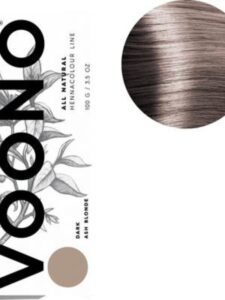 VOONO
ALL NATURAL
HENNACOLOUR LINE
100 G / 3.5 OZ
DARK
ASH BLONDE